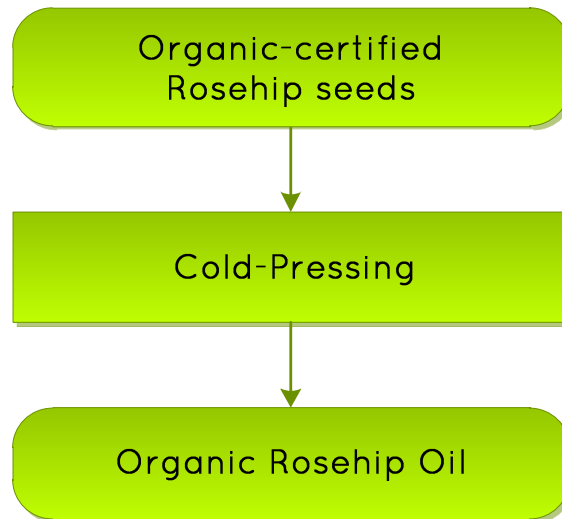 Organic-certified
Rosehip seeds
Cold-Pressing
Organic Rosehip Oil